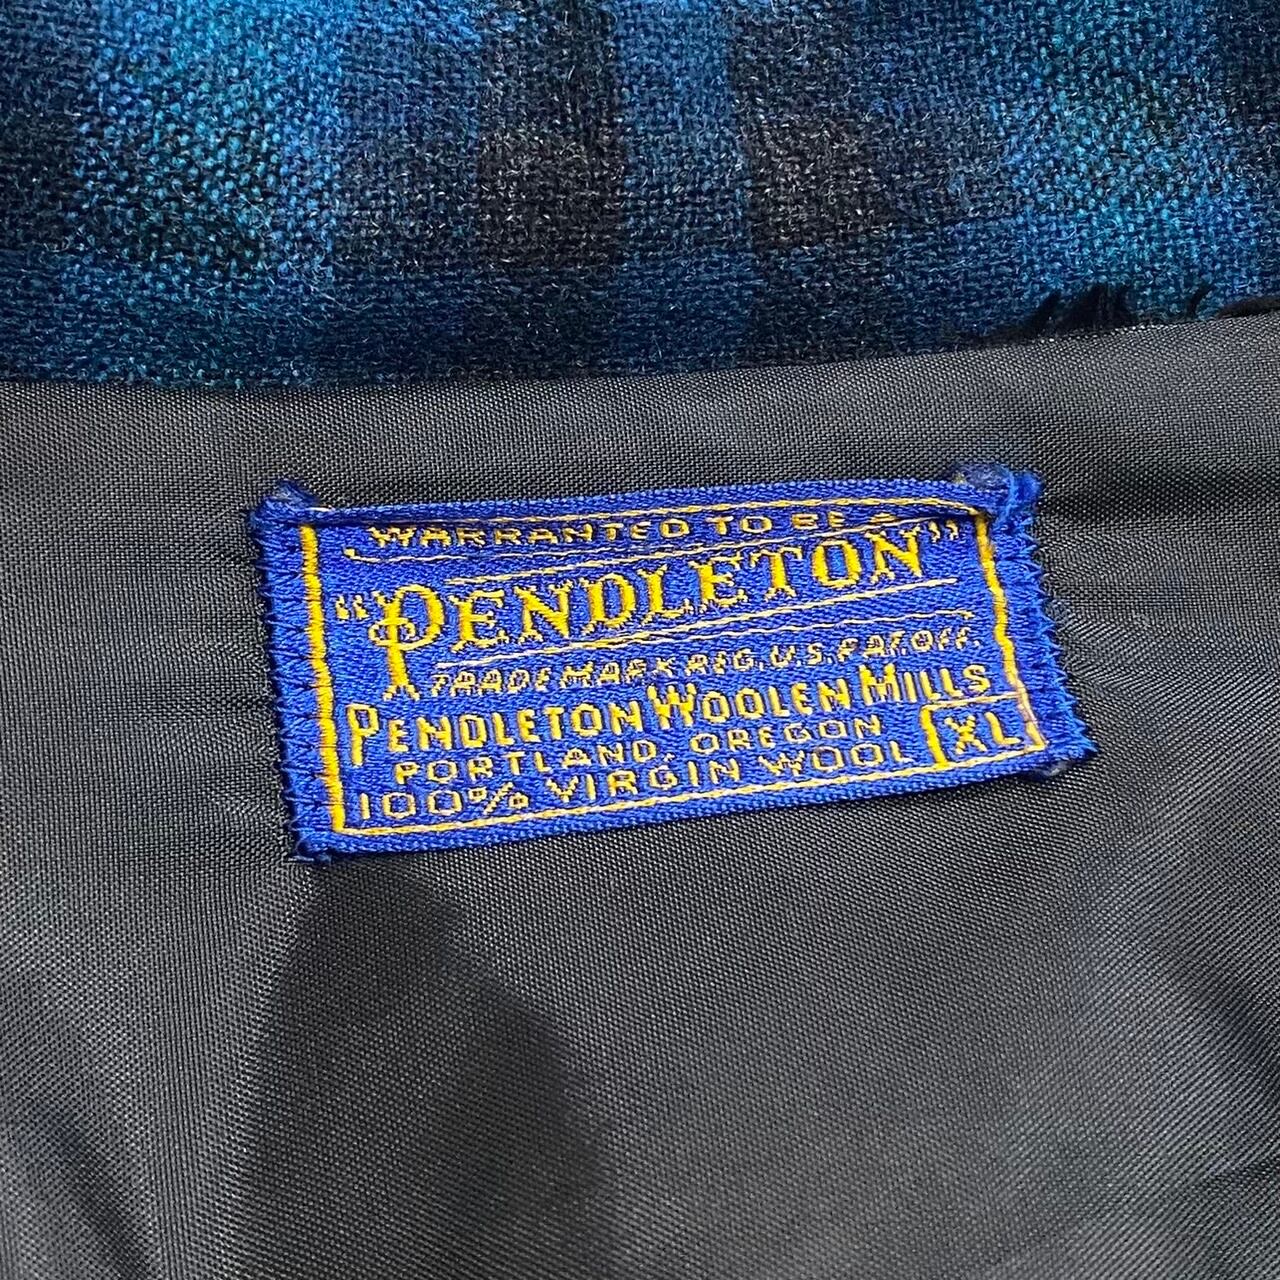 WARRANTED TO BE A
"PENDLETON"
TRADE MARK REG. U.S. PAT. OFF.
PENDLETON WOOLEN MILLS
PORTLAND, OREGON
100% VIRGIN WOOL XL